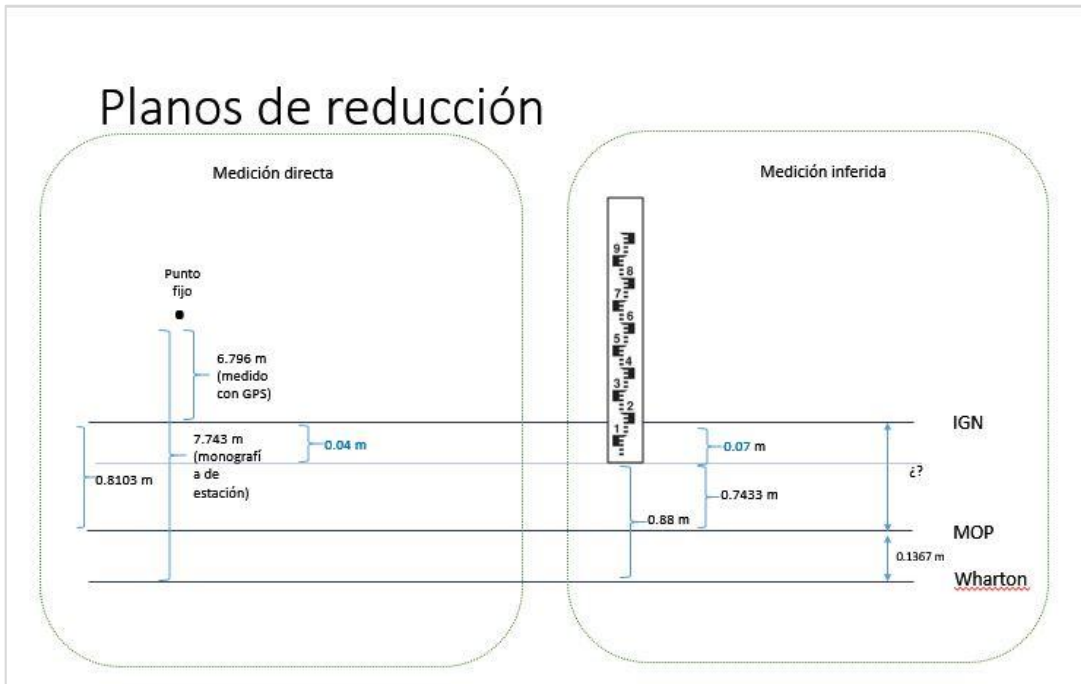 Planos de reducción
Medición directa
Punto
fijo
6.796 m
(medido
con GPS)
7.743 m
(monografí
a de
estación)
0.04 m
0.8103 m
Medición inferida
9
8
7
6
5
4
3
2
1
0.07 m
0.7433 m
0.88 m
IGN
¿?
MOP
0.1367 m
Wharton